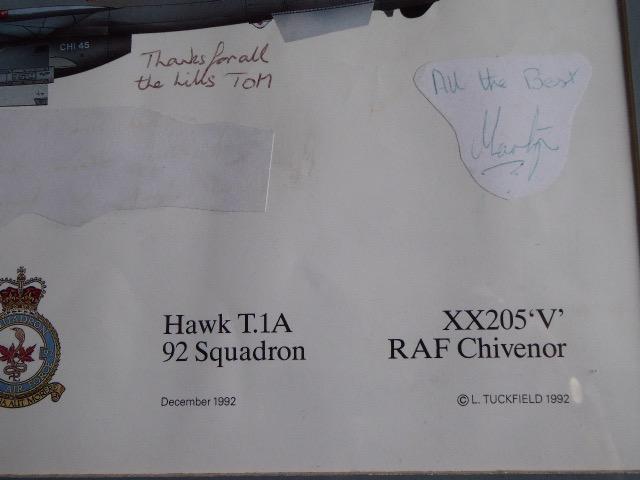 CHI 45
Thanks for all
the lills TOM
All the Best
Martyn
Hawk T.1A
92 Squadron
December 1992
XX205‘V’
RAF Chivenor
© L. TUCKFIELD 1992